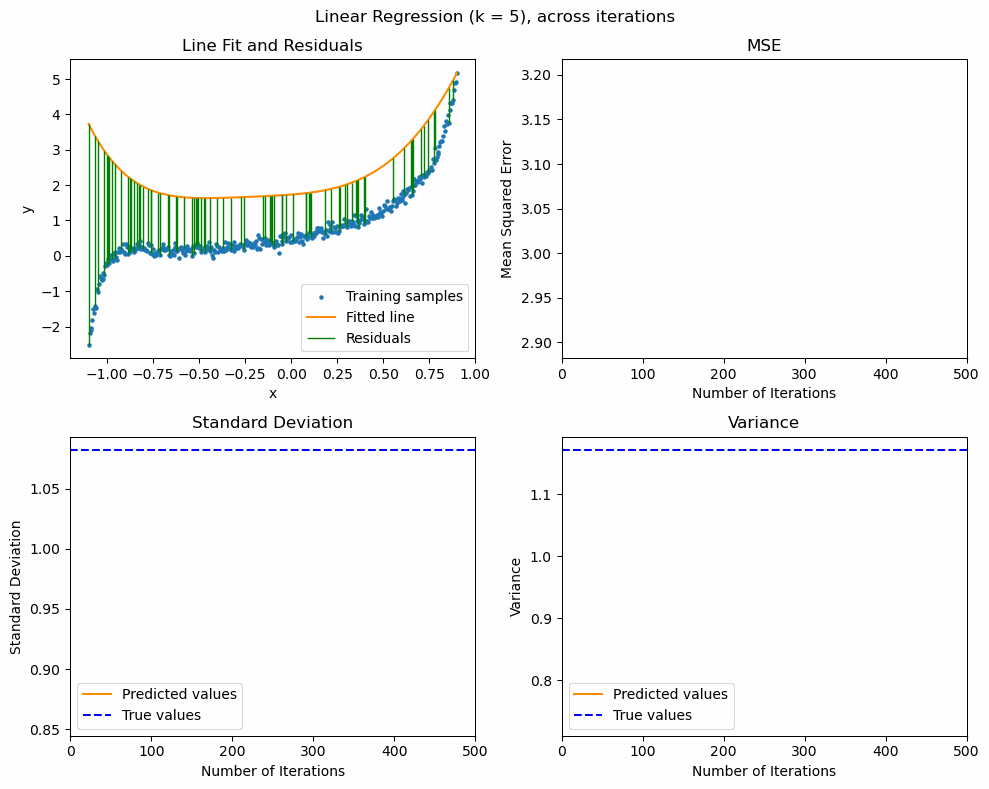 Linear Regression (k = 5), across iterations
Line Fit and Residuals
y
5
4
3
2
1
0
−1
−2
Training samples
Fitted line
Residuals
−1.00 −0.75 −0.50 −0.25 0.00 0.25 0.50 0.75 1.00
x
MSE
Mean Squared Error
3.20
3.15
3.10
3.05
3.00
2.95
2.90
0 100 200 300 400 500
Number of Iterations
Standard Deviation
Standard Deviation
1.05
1.00
0.95
0.90
0.85
Predicted values
True values
0 100 200 300 400 500
Number of Iterations
Variance
Variance
1.1
1.0
0.9
0.8
Predicted values
True values
0 100 200 300 400 500
Number of Iterations